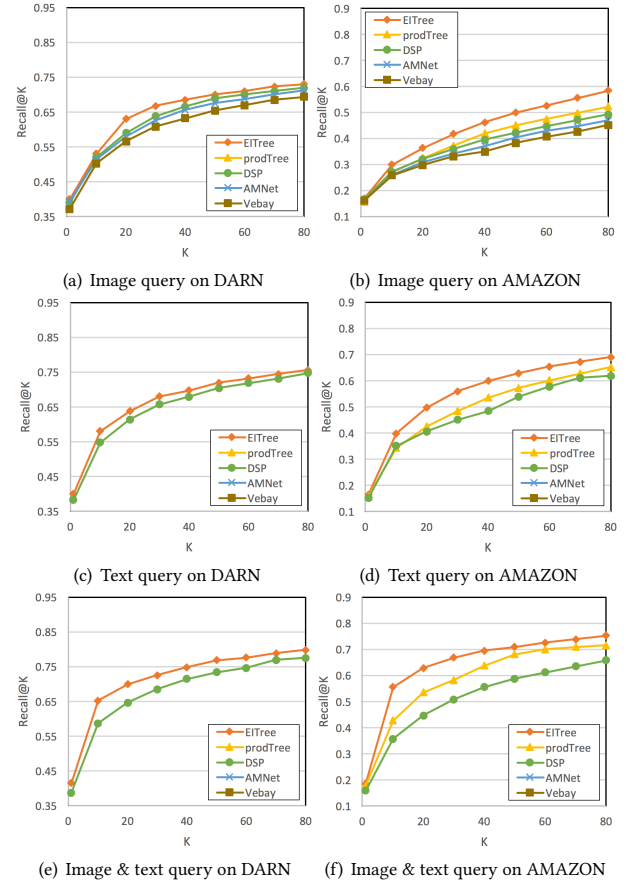 0.95
0.85
0.75
0.65
0.55
0.45
0.35
Recall@K
0 20 40 60 80
K
EITree
prodTree
DSP
AMNet
Vebay
(a) Image query on DARN
0.9
0.8
0.7
0.6
0.5
0.4
0.3
0.2
0.1
Recall@K
0 20 40 60 80
K
EITree
prodTree
DSP
AMNet
Vebay
(b) Image query on AMAZON
0.95
0.85
0.75
0.65
0.55
0.45
0.35
Recall@K
0 20 40 60 80
K
EITree
prodTree
DSP
AMNet
Vebay
(c) Text query on DARN
0.9
0.8
0.7
0.6
0.5
0.4
0.3
0.2
0.1
Recall@K
0 20 40 60 80
K
EITree
prodTree
DSP
AMNet
Vebay
(d) Text query on AMAZON
0.95
0.85
0.75
0.65
0.55
0.45
0.35
Recall@K
0 20 40 60 80
K
EITree
prodTree
DSP
AMNet
Vebay
(e) Image & text query on DARN
0.9
0.8
0.7
0.6
0.5
0.4
0.3
0.2
0.1
Recall@K
0 20 40 60 80
K
EITree
prodTree
DSP
AMNet
Vebay
(f) Image & text query on AMAZON